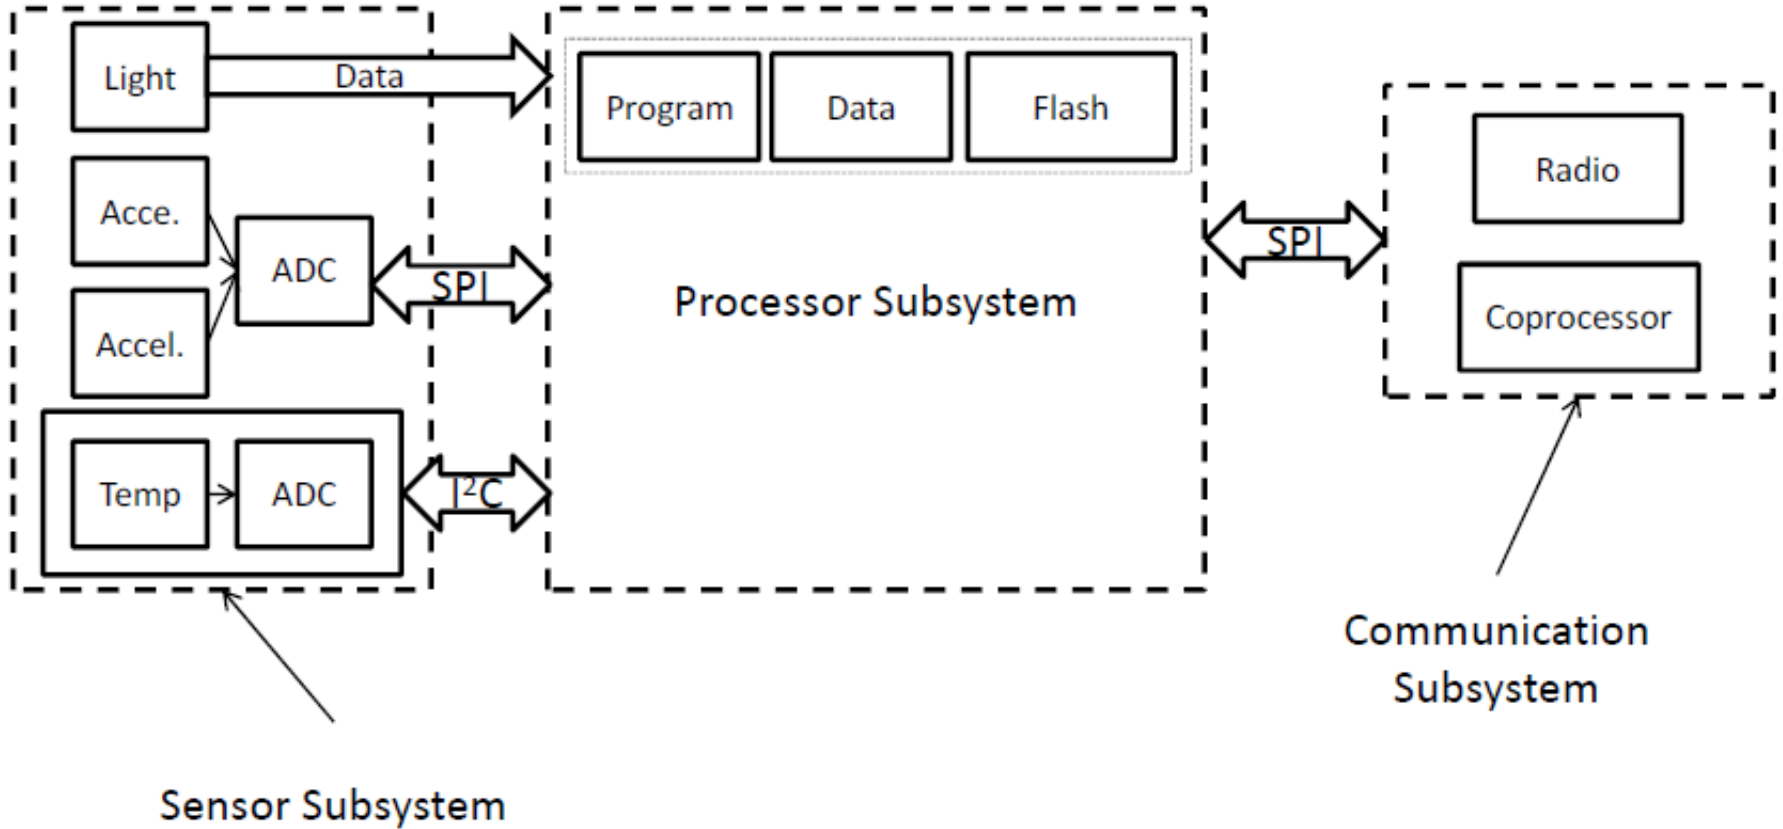 Light
Data
Program
Data
Flash
Radio
Acce.
ADC
SPI
SPI
Processor Subsystem
Coprocessor
Accel.
Temp
ADC
I²C
Communication
Subsystem
Sensor Subsystem